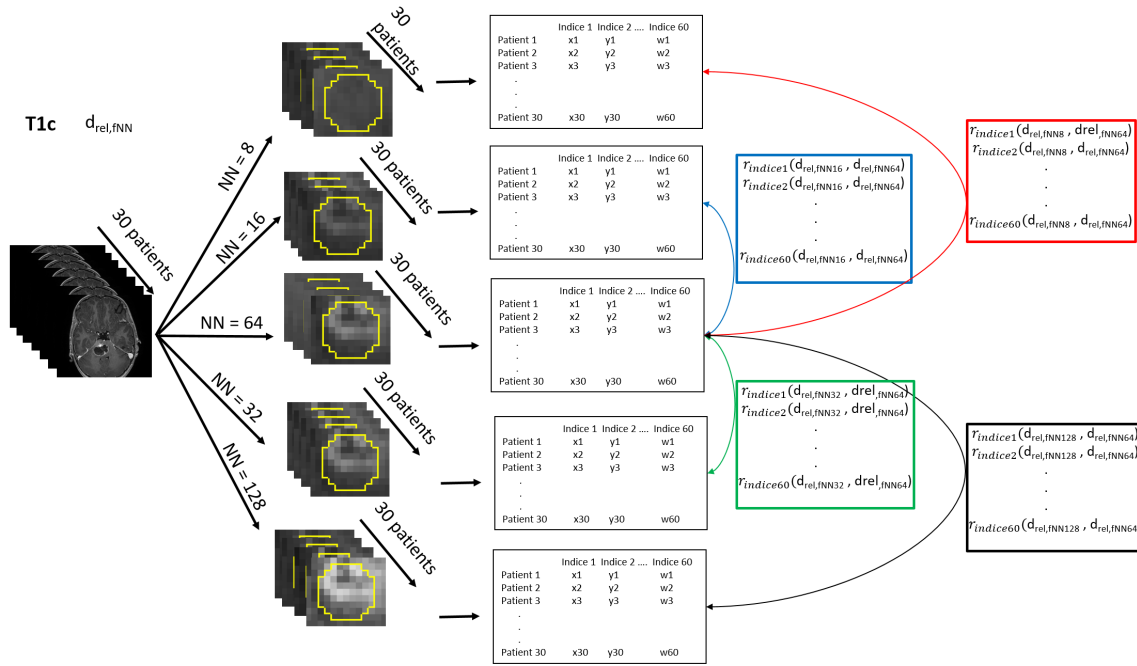 T1c d_rel,fNN
30 patients
NN = 8
NN = 16
NN = 64
NN = 32
NN = 128
30 patients
Indice 1 Indice 2 .... Indice 60
Patient 1 x1 y1 w1
Patient 2 x2 y2 w2
Patient 3 x3 y3 w3
.
.
.
Patient 30 x30 y30 w60
30 patients
Indice 1 Indice 2 .... Indice 60
Patient 1 x1 y1 w1
Patient 2 x2 y2 w2
Patient 3 x3 y3 w3
.
.
.
Patient 30 x30 y30 w60
30 patients
Indice 1 Indice 2 .... Indice 60
Patient 1 x1 y1 w1
Patient 2 x2 y2 w2
Patient 3 x3 y3 w3
.
.
.
Patient 30 x30 y30 w60
30 patients
Indice 1 Indice 2 .... Indice 60
Patient 1 x1 y1 w1
Patient 2 x2 y2 w2
Patient 3 x3 y3 w3
.
.
.
Patient 30 x30 y30 w60
30 patients
Indice 1 Indice 2 .... Indice 60
Patient 1 x1 y1 w1
Patient 2 x2 y2 w2
Patient 3 x3 y3 w3
.
.
.
Patient 30 x30 y30 w60
r_indice1(d_rel,fNN16 , d_rel,fNN64)
r_indice2(d_rel,fNN16 , d_rel,fNN64)
.
.
.
r_indice60(d_rel,fNN16 , d_rel,fNN64)
r_indice1(d_rel,fNN8 , drel,fNN64)
r_indice2(d_rel,fNN8 , d_rel,fNN64)
.
.
.
r_indice60(d_rel,fNN8 , d_rel,fNN64)
r_indice1(d_rel,fNN32 , drel,fNN64)
r_indice2(d_rel,fNN32 , drel,fNN64)
.
.
.
r_indice60(d_rel,fNN32 , drel,fNN64)
r_indice1(d_rel,fNN128 , d_rel,fNN64)
r_indice2(d_rel,fNN128 , d_rel,fNN64)
.
.
.
r_indice60(d_rel,fNN128 , d_rel,fNN64)